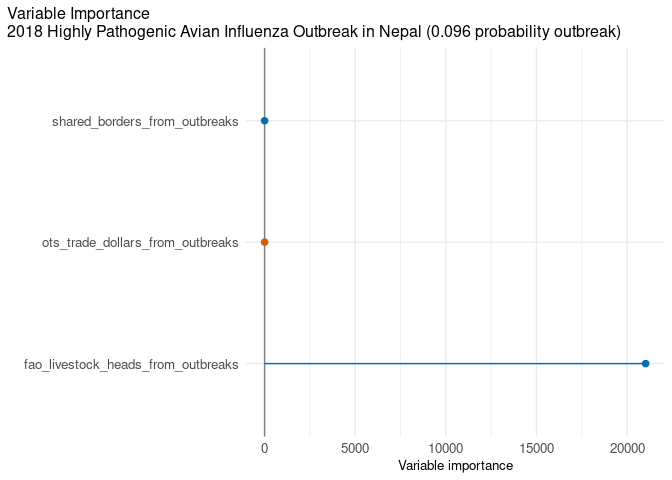 Variable Importance
2018 Highly Pathogenic Avian Influenza Outbreak in Nepal (0.096 probability outbreak)
shared_borders_from_outbreaks
ots_trade_dollars_from_outbreaks
fao_livestock_heads_from_outbreaks
0 5000 10000 15000 20000
Variable importance